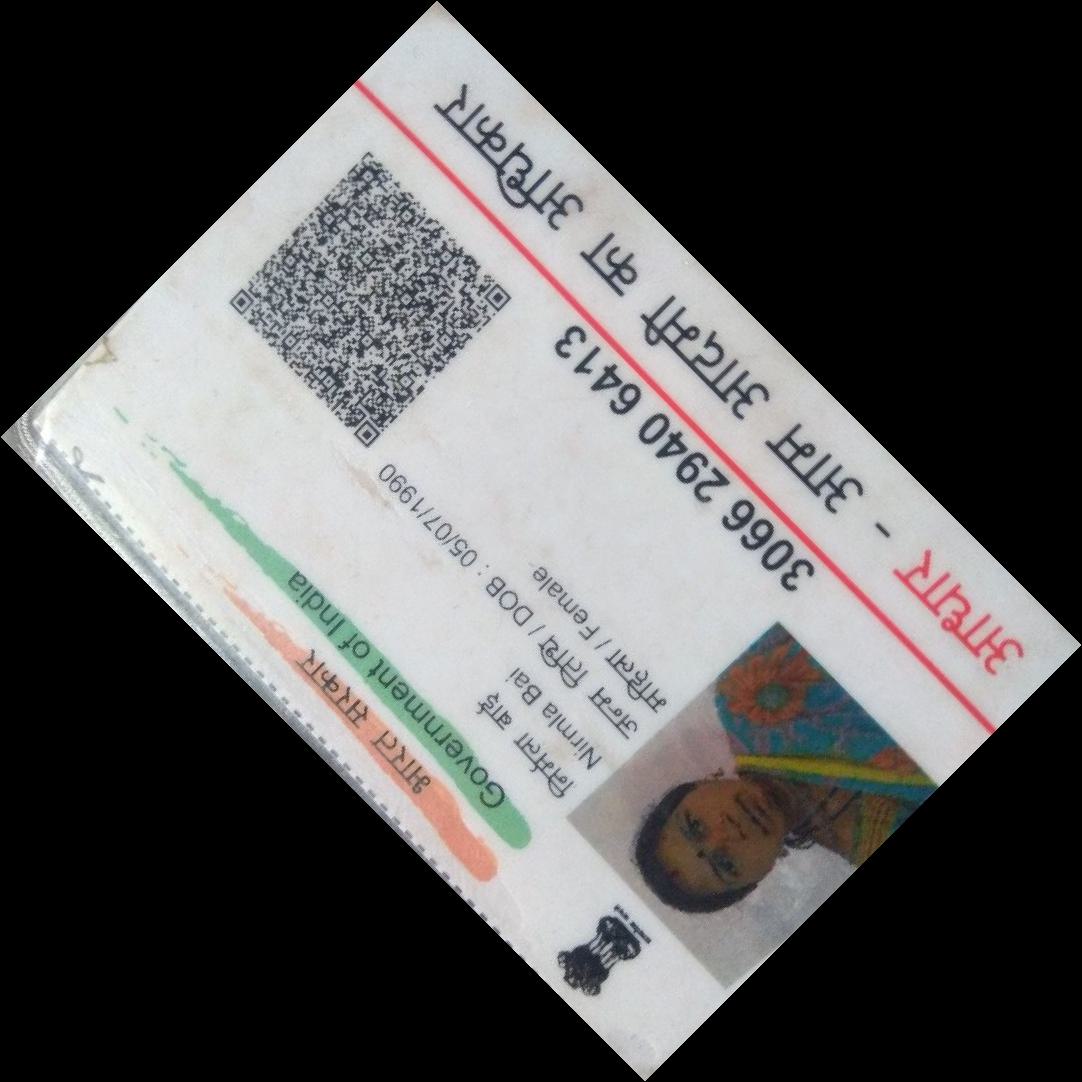 भारत सरकार
Government of India
निर्मला बाई
Nirmla Bai
जन्म तिथि / DOB : 05/07/1990
महिला / Female
3066 2940 6413
आधार - आम आदमी का अधिकार